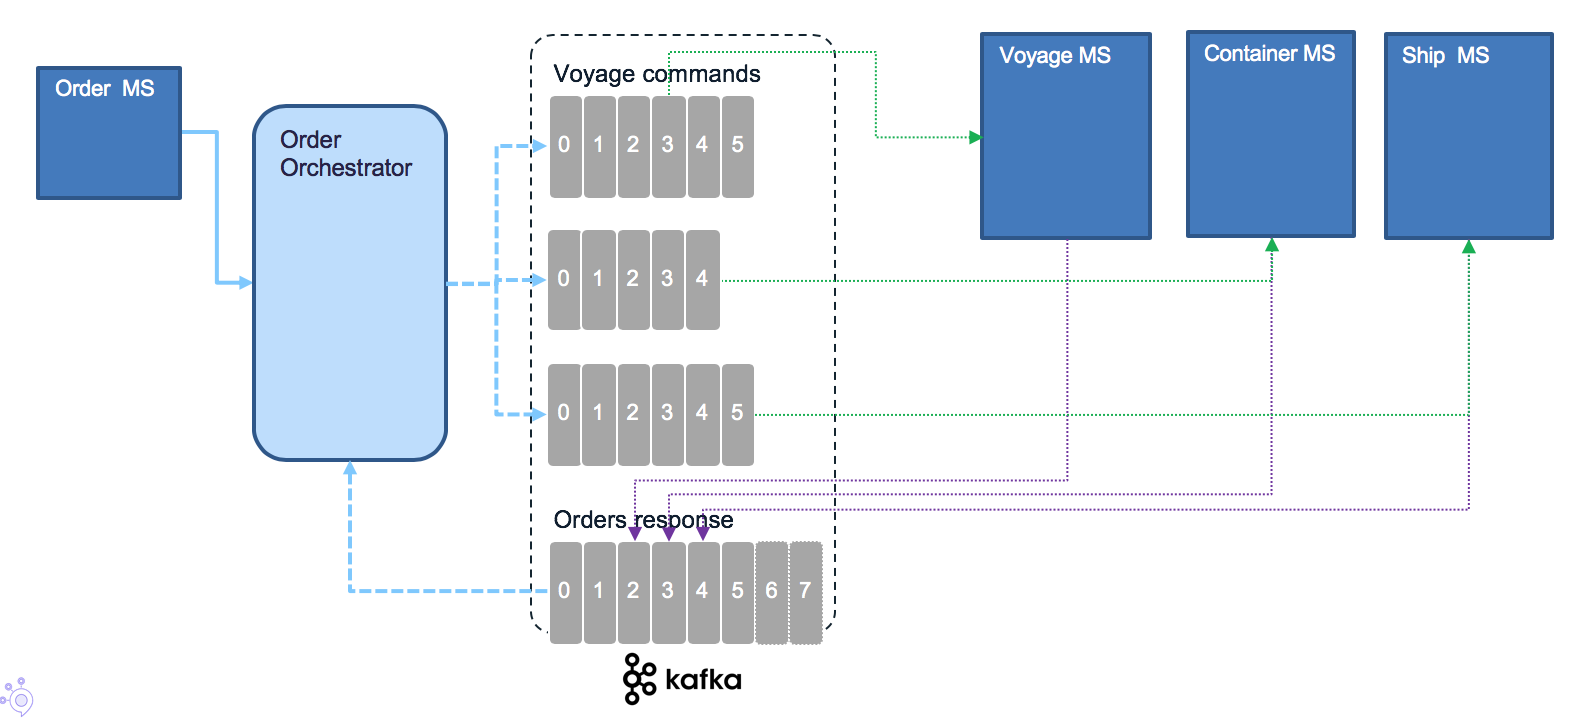 Order  MS
Order
Orchestrator
Voyage commands
0 1 2 3 4 5
0 1 2 3 4
0 1 2 3 4 5
Orders response
0 1 2 3 4 5 6 7
kafka
Voyage MS
Container MS
Ship  MS